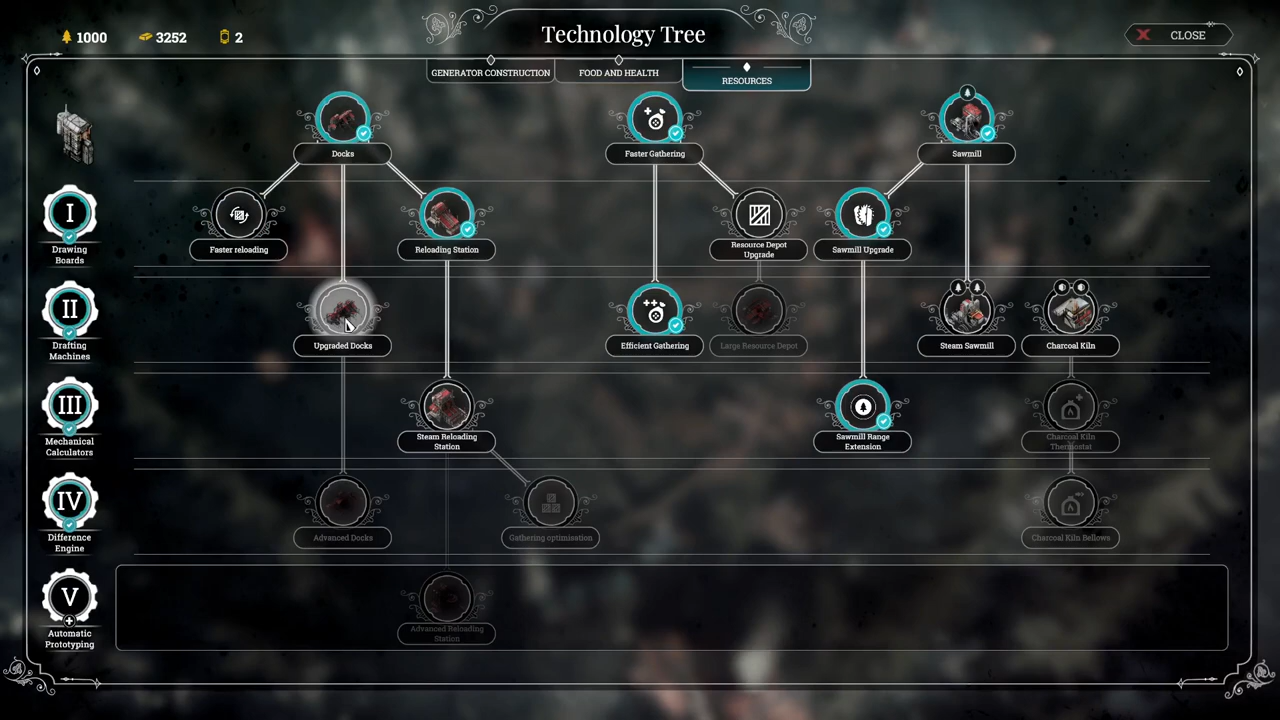 1000
3252
2
Technology Tree
CLOSE
GENERATOR CONSTRUCTION
FOOD AND HEALTH
RESOURCES
Docks
Faster Gathering
Sawmill
I
Drawing
Boards
Faster reloading
Reloading Station
Resource Depot
Upgrade
Sawmill Upgrade
II
Drafting
Machines
Upgraded Docks
Efficient Gathering
Large Resource Depot
Steam Sawmill
Charcoal Kiln
III
Mechanical
Calculators
Steam Reloading
Station
Sawmill Range
Extension
Charcoal Kiln
Thermostat
IV
Difference
Engine
Advanced Docks
Gathering optimisation
Charcoal Kiln Bellows
V
Automatic
Prototyping
Advanced Reloading
Station